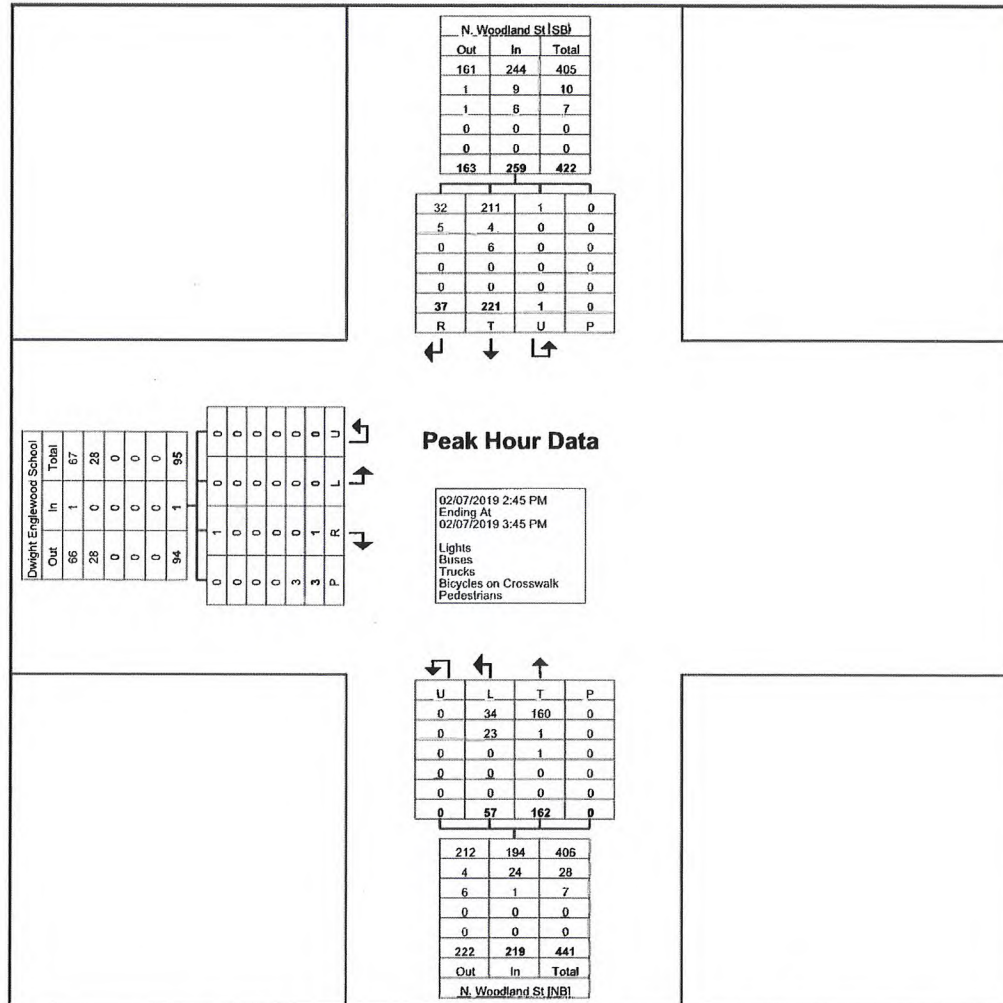 N. Woodland St [SB]
Out In Total
161 244 405
1 9 10
1 6 7
0 0 0
0 0 0
163 259 422
32 211 1 0
5 4 0 0
0 6 0 0
0 0 0 0
0 0 0 0
37 221 1 0
R T U P
Dwight Englewood School
Out In Total
66 1 67
28 0 28
0 0 0
0 0 0
0 0 0
94 1 95
0 1 0 0
0 0 0 0
0 0 0 0
0 0 0 0
3 0 0 0
3 1 0 0
P R L U
Peak Hour Data
02/07/2019 2:45 PM
Ending At
02/07/2019 3:45 PM
Lights
Buses
Trucks
Bicycles on Crosswalk
Pedestrians
U L T P
0 34 160 0
0 23 1 0
0 0 1 0
0 0 0 0
0 0 0 0
0 57 162 0
212 194 406
4 24 28
6 1 7
0 0 0
0 0 0
222 219 441
Out In Total
N. Woodland St [NB]